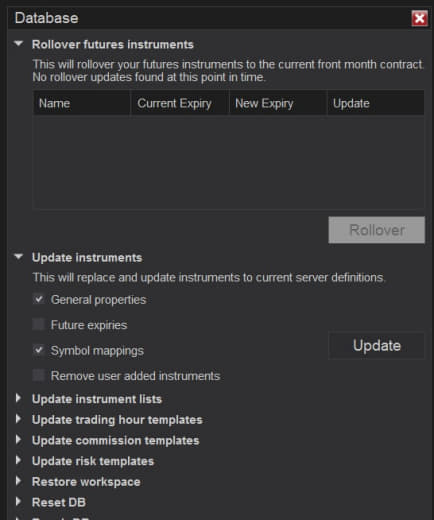 Database
Rollover futures instruments
This will rollover your futures instruments to the current front month contract.
No rollover updates found at this point in time.
Name Current Expiry New Expiry Update
Rollover
Update instruments
This will replace and update instruments to current server definitions.
General properties
Future expiries
Symbol mappings
Update
Remove user added instruments
Update instrument lists
Update trading hour templates
Update commission templates
Update risk templates
Restore workspace
Reset DB